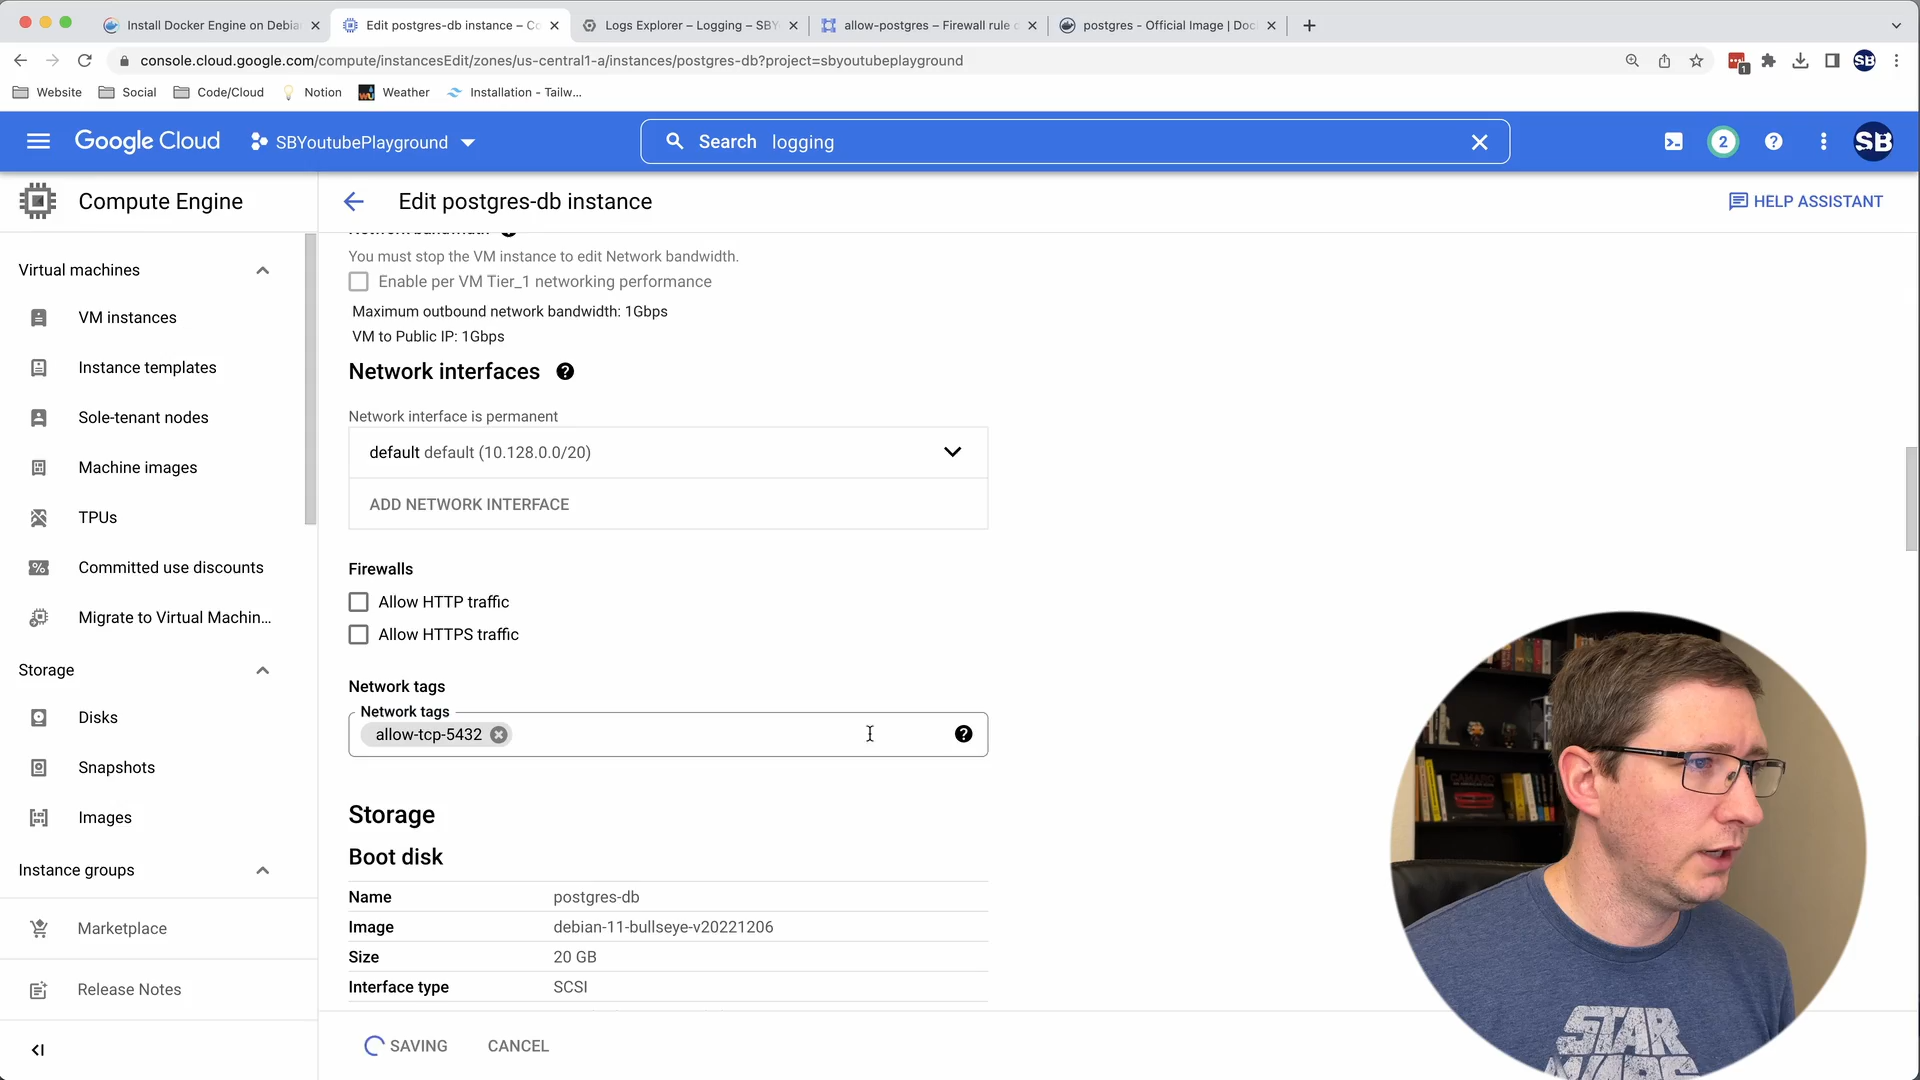 Install Docker Engine on Debia
Edit postgres-db instance – Co
Logs Explorer – Logging – SBY
allow-postgres – Firewall rule
postgres - Official Image | Doc
console.cloud.google.com/compute/instancesEdit/zones/us-central1-a/instances/postgres-db?project=sbyoutubeplayground
1
SB
Website
Social
Code/Cloud
Notion
Weather
Installation - Tailw...
Google Cloud
SBYoutubePlayground
Search logging
2
SB
Compute Engine
Edit postgres-db instance
HELP ASSISTANT
Virtual machines
VM instances
Instance templates
Sole-tenant nodes
Machine images
TPUs
Committed use discounts
Migrate to Virtual Machin...
Storage
Disks
Snapshots
Images
Instance groups
Marketplace
Release Notes
You must stop the VM instance to edit Network bandwidth.
Enable per VM Tier_1 networking performance
Maximum outbound network bandwidth: 1Gbps
VM to Public IP: 1Gbps
Network interfaces
Network interface is permanent
default default (10.128.0.0/20)
ADD NETWORK INTERFACE
Firewalls
Allow HTTP traffic
Allow HTTPS traffic
Network tags
Network tags
allow-tcp-5432
Storage
Boot disk
Name postgres-db
Image debian-11-bullseye-v20221206
Size 20 GB
Interface type SCSI
SAVING
CANCEL
CAMARO
STAR
WARS